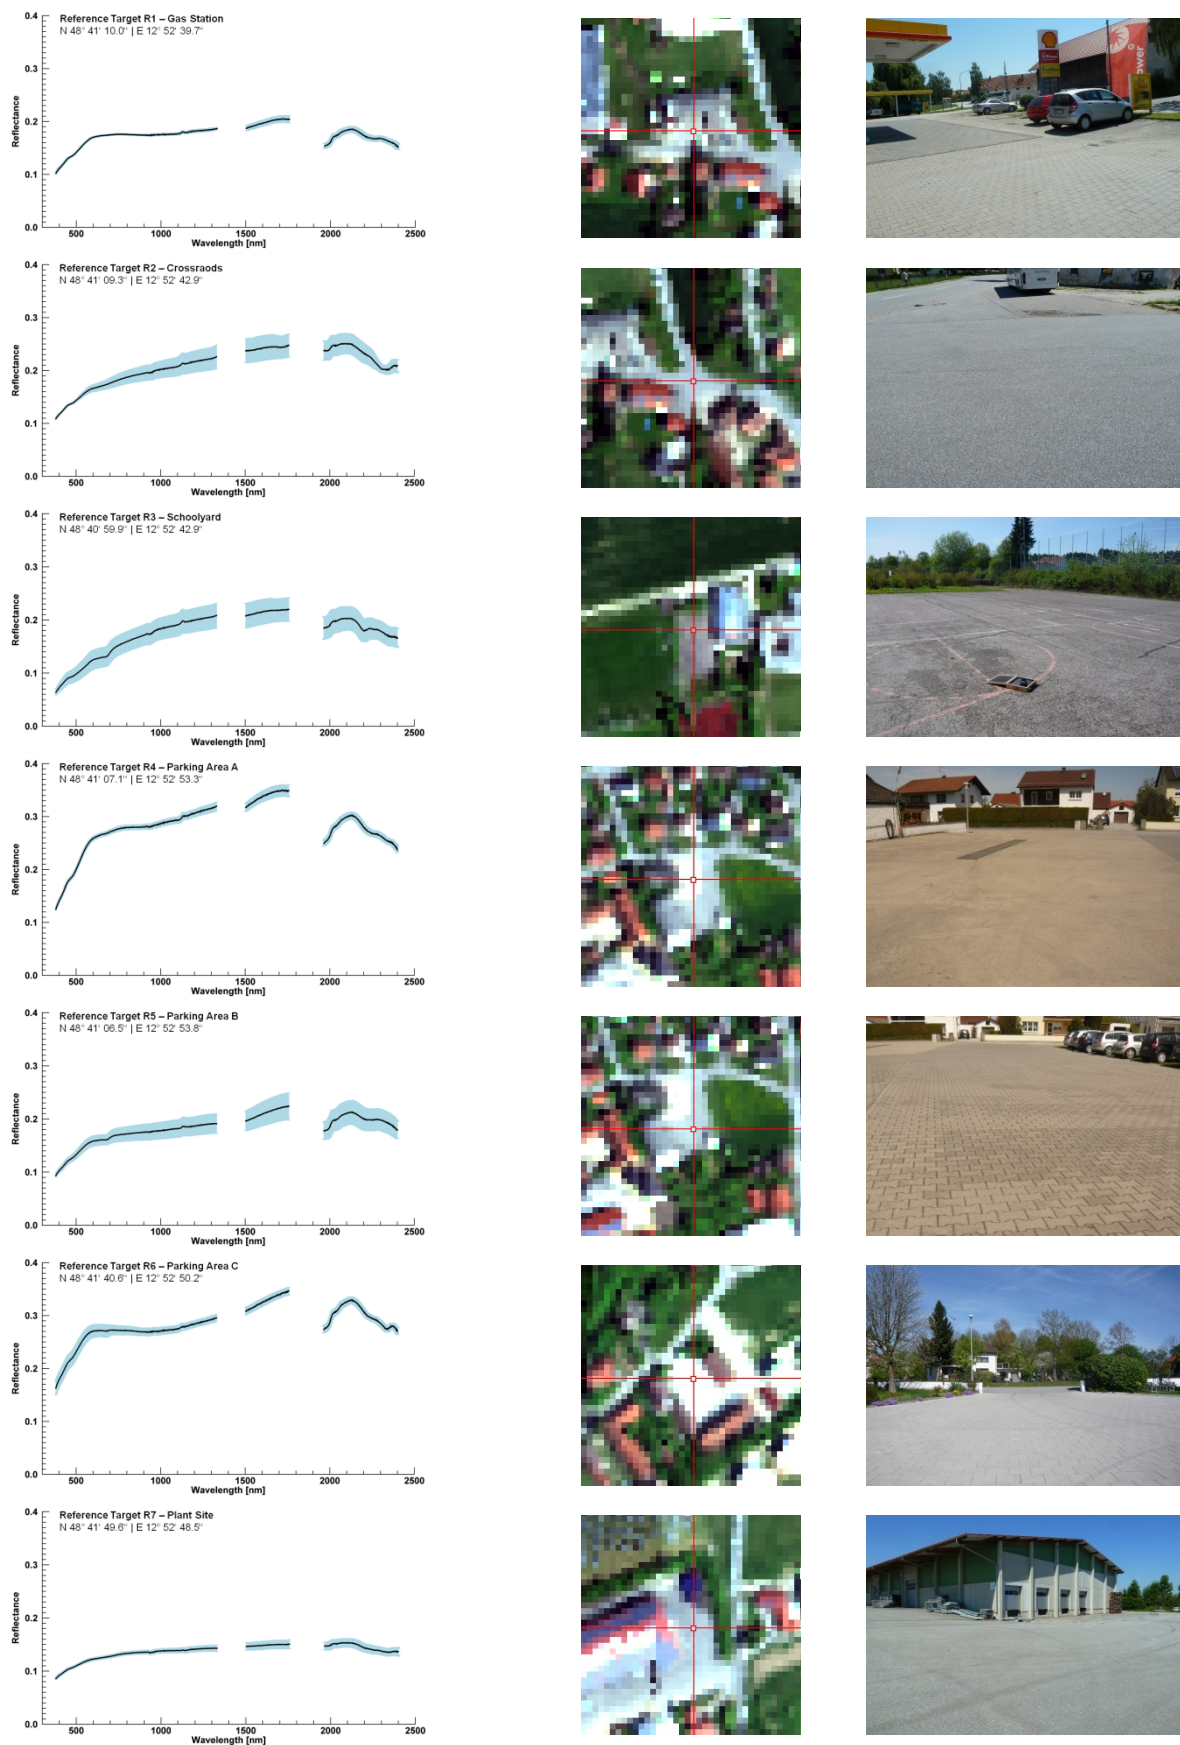 Reference Target R1 – Gas Station
N 48° 41' 10.0" | E 12° 52' 39.7"
0.4
0.3
0.2
0.1
0.0
Reflectance
500 1000 1500 2000 2500
Wavelength [nm]
Reference Target R2 – Crossraods
N 48° 41' 09.3" | E 12° 52' 42.9"
0.4
0.3
0.2
0.1
0.0
Reflectance
500 1000 1500 2000 2500
Wavelength [nm]
Reference Target R3 – Schoolyard
N 48° 40' 59.9" | E 12° 52' 42.9"
0.4
0.3
0.2
0.1
0.0
Reflectance
500 1000 1500 2000 2500
Wavelength [nm]
Reference Target R4 – Parking Area A
N 48° 41' 07.1" | E 12° 52' 53.3"
0.4
0.3
0.2
0.1
0.0
Reflectance
500 1000 1500 2000 2500
Wavelength [nm]
Reference Target R5 – Parking Area B
N 48° 41' 06.5" | E 12° 52' 53.8"
0.4
0.3
0.2
0.1
0.0
Reflectance
500 1000 1500 2000 2500
Wavelength [nm]
Reference Target R6 – Parking Area C
N 48° 41' 40.6" | E 12° 52' 50.2"
0.4
0.3
0.2
0.1
0.0
Reflectance
500 1000 1500 2000 2500
Wavelength [nm]
Reference Target R7 – Plant Site
N 48° 41' 49.6" | E 12° 52' 48.5"
0.4
0.3
0.2
0.1
0.0
Reflectance
500 1000 1500 2000 2500
Wavelength [nm]